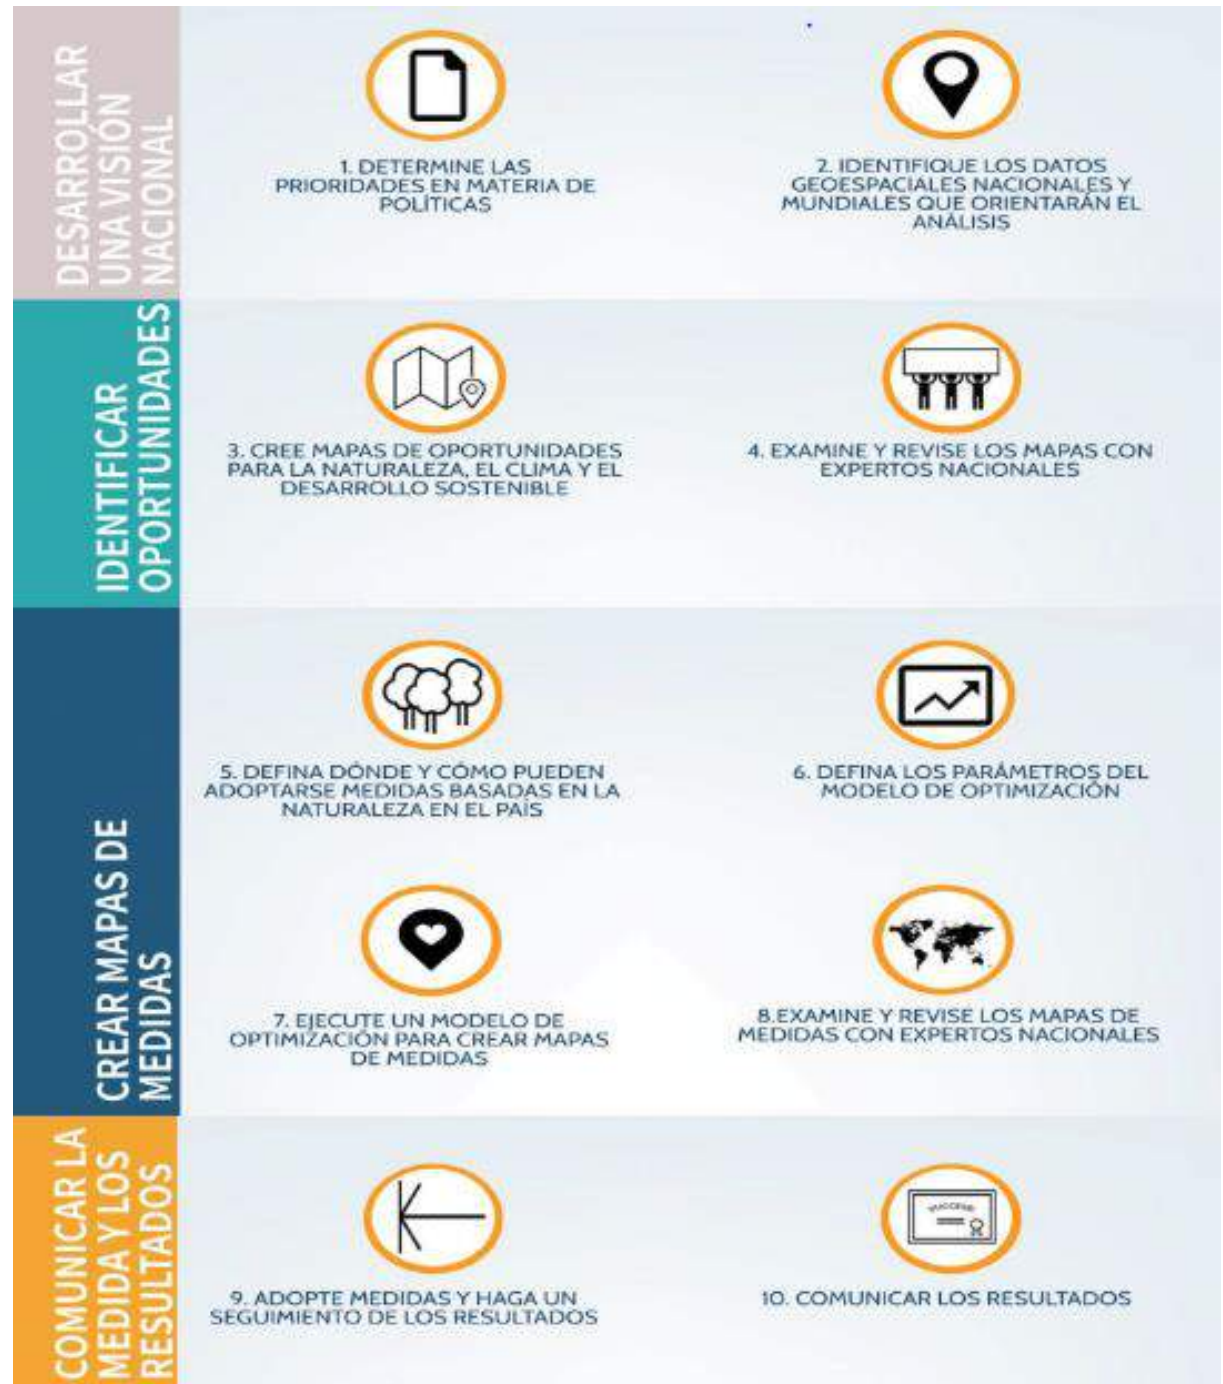 DESARROLLAR
UNA VISIÓN
NACIONAL
1. DETERMINE LAS
PRIORIDADES EN MATERIA DE
POLÍTICAS
2. IDENTIFIQUE LOS DATOS
GEOESPACIALES NACIONALES Y
MUNDIALES QUE ORIENTARÁN EL
ANÁLISIS
IDENTIFICAR
OPORTUNIDADES
3. CREE MAPAS DE OPORTUNIDADES
PARA LA NATURALEZA, EL CLIMA Y EL
DESARROLLO SOSTENIBLE
4. EXAMINE Y REVISE LOS MAPAS CON
EXPERTOS NACIONALES
CREAR MAPAS DE
MEDIDAS
5. DEFINA DÓNDE Y CÓMO PUEDEN
ADOPTARSE MEDIDAS BASADAS EN LA
NATURALEZA EN EL PAÍS
6. DEFINA LOS PARÁMETROS DEL
MODELO DE OPTIMIZACIÓN
7. EJECUTE UN MODELO DE
OPTIMIZACIÓN PARA CREAR MAPAS
DE MEDIDAS
8.EXAMINE Y REVISE LOS MAPAS DE
MEDIDAS CON EXPERTOS NACIONALES
COMUNICAR LA
MEDIDA Y LOS
RESULTADOS
9. ADOPTE MEDIDAS Y HAGA UN
SEGUIMIENTO DE LOS RESULTADOS
10. COMUNICAR LOS RESULTADOS